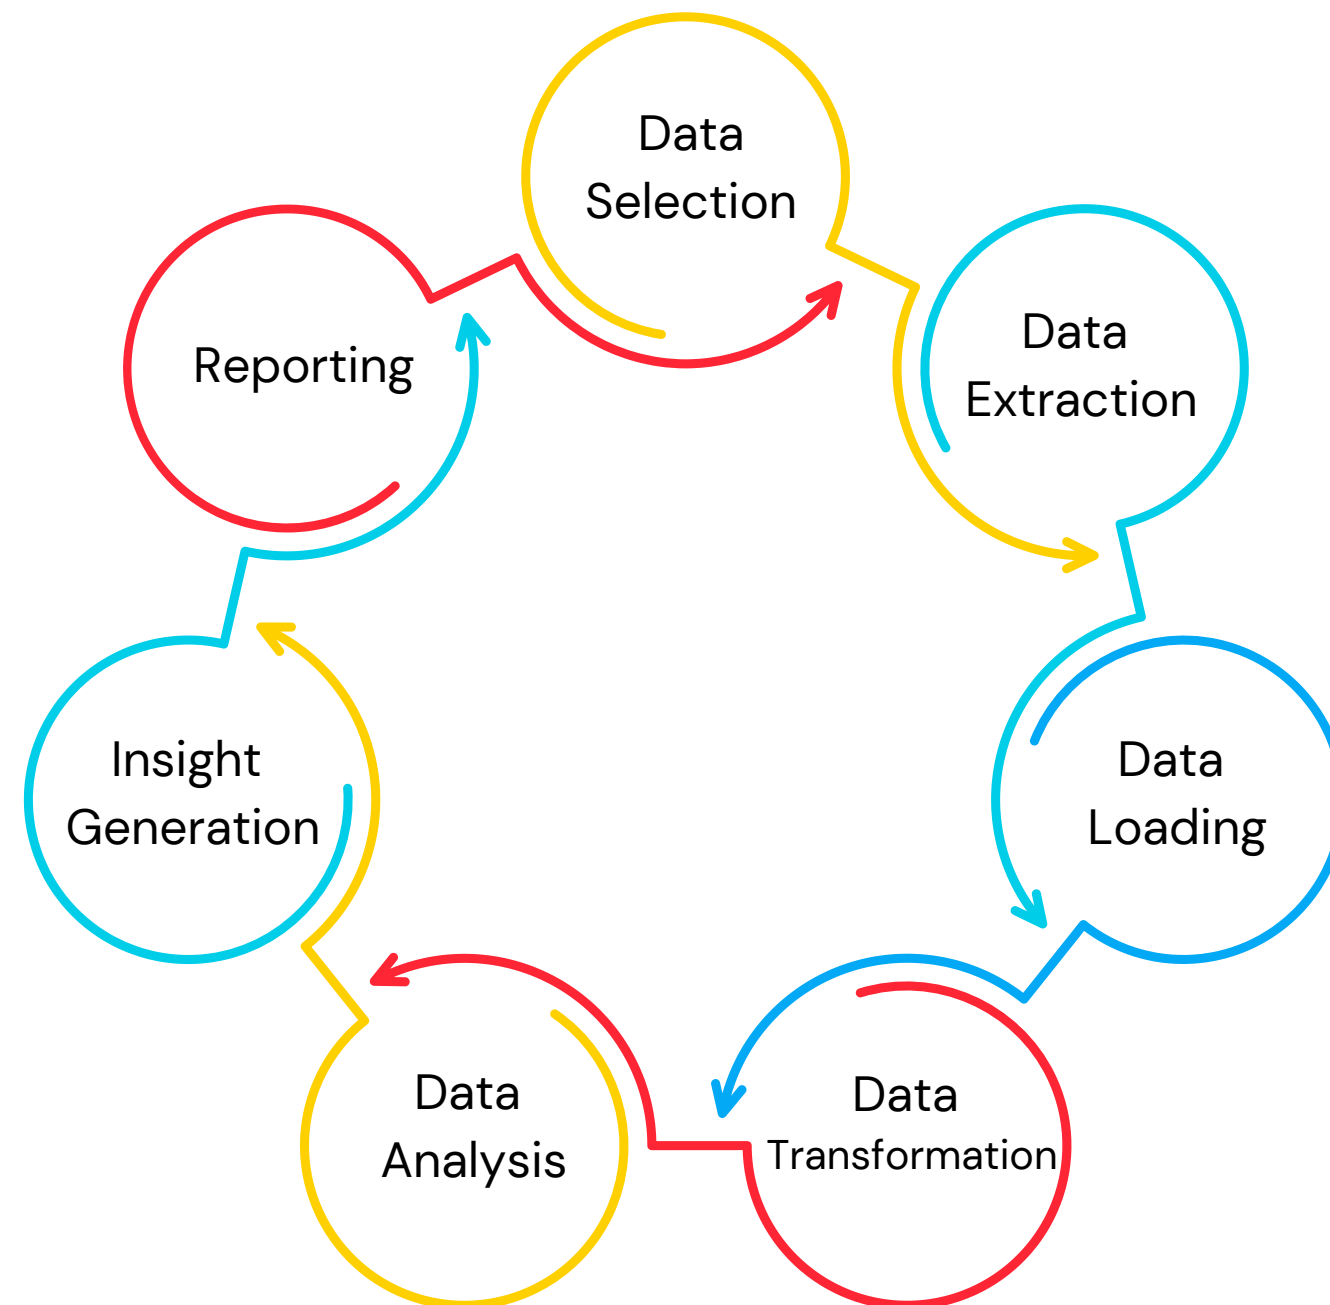 Data
Selection
Data
Extraction
Data
Loading
Data
Transformation
Data
Analysis
Insight
Generation
Reporting